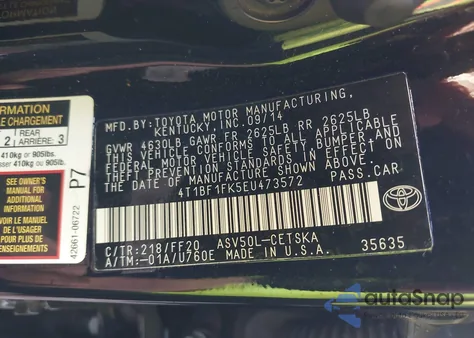 FORMATION
E CHARGEMENT
2 REAR ARRIÈRE 3
410kg or 905lbs.
410kg ou 905lb.
SEE OWNER'S
MANUAL FOR
ADDITIONAL
INFORMATION
VOIR LE MANUEL
DE L'USAGER
POUR PLUS DE
RENSEIGNEMENTS
P7
42661-06722
MFD.BY:TOYOTA MOTOR MANUFACTURING,
KENTUCKY, INC.09/14
GVWR 4630LB GAWR FR 2625LB RR 2625LB
THIS VEHICLE CONFORMS TO ALL APPLICABLE
FEDERAL MOTOR VEHICLE SAFETY, BUMPER, AND
THEFT PREVENTION STANDARDS IN EFFECT ON
THE DATE OF MANUFACTURE SHOWN ABOVE.
4T1BF1FK5EU473572 PASS.CAR
C/TR:218/FF20 ASV50L-CETSKA
A/TM:-01A/U760E MADE IN U.S.A. 35635
TOYOTA
autoSnap